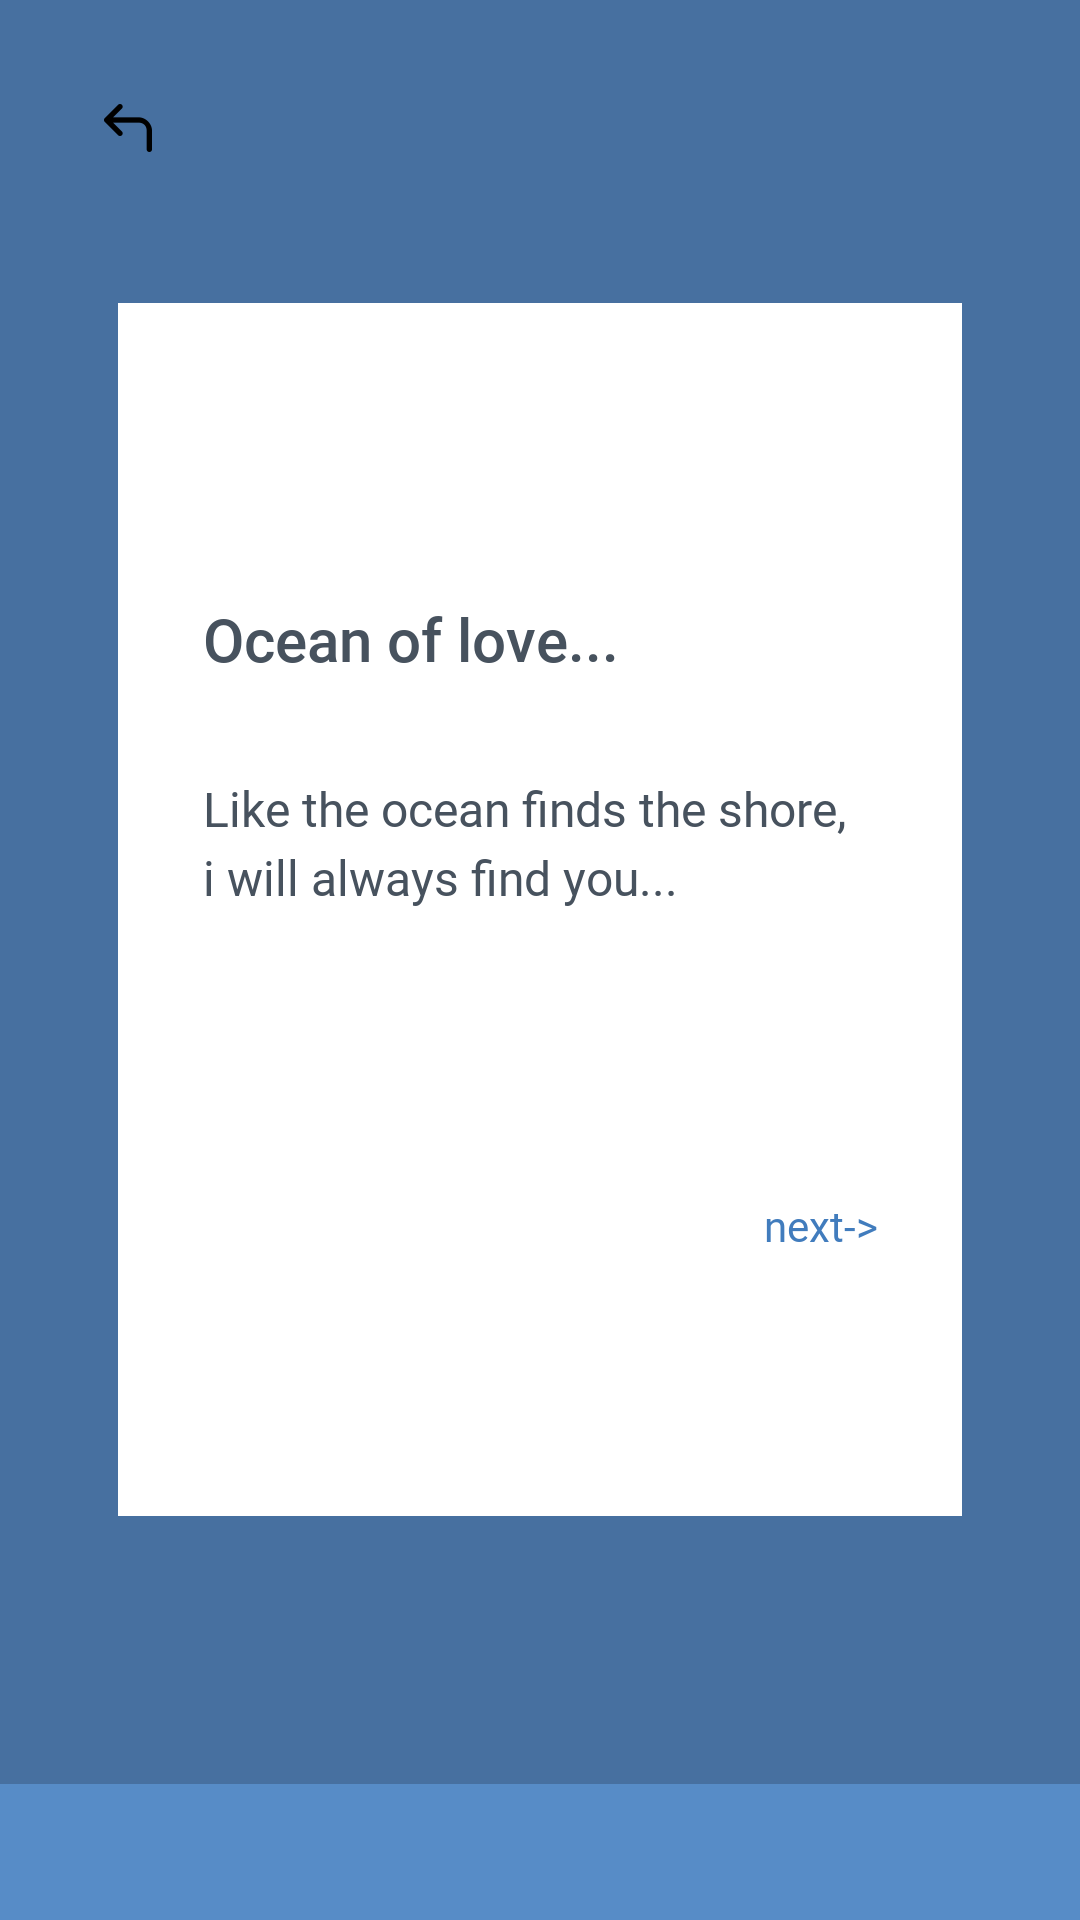 Ocean of love...
Like the ocean finds the shore,
i will always find you...
next->